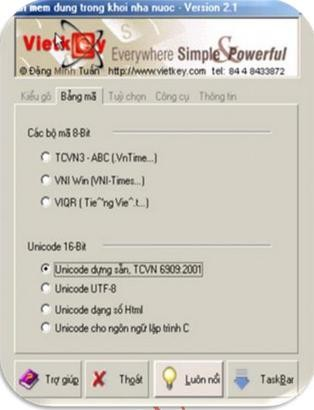 mem dung trong khoi nha nuoc - Version 2.1
Vietkey
Everywhere Simple & Powerful
© Đặng Minh Tuấn http://www.vietkey.com tel: 84 4 8433872
Kiểu gõ Bảng mã Tuỳ chọn Công cụ Thông tin
Các bộ mã 8-Bit
TCVN3 - ABC (.VnTime...)
VNI Win (VNI-Times...)
VIQR ( Tie^'ng Vie^.t...)
Unicode 16-Bit
Unicode dựng sẵn, TCVN 6909:2001
Unicode UTF-8
Unicode dạng số Html
Unicode cho ngôn ngữ lập trình C
Trợ giúp Thoát Luôn nổi TaskBar